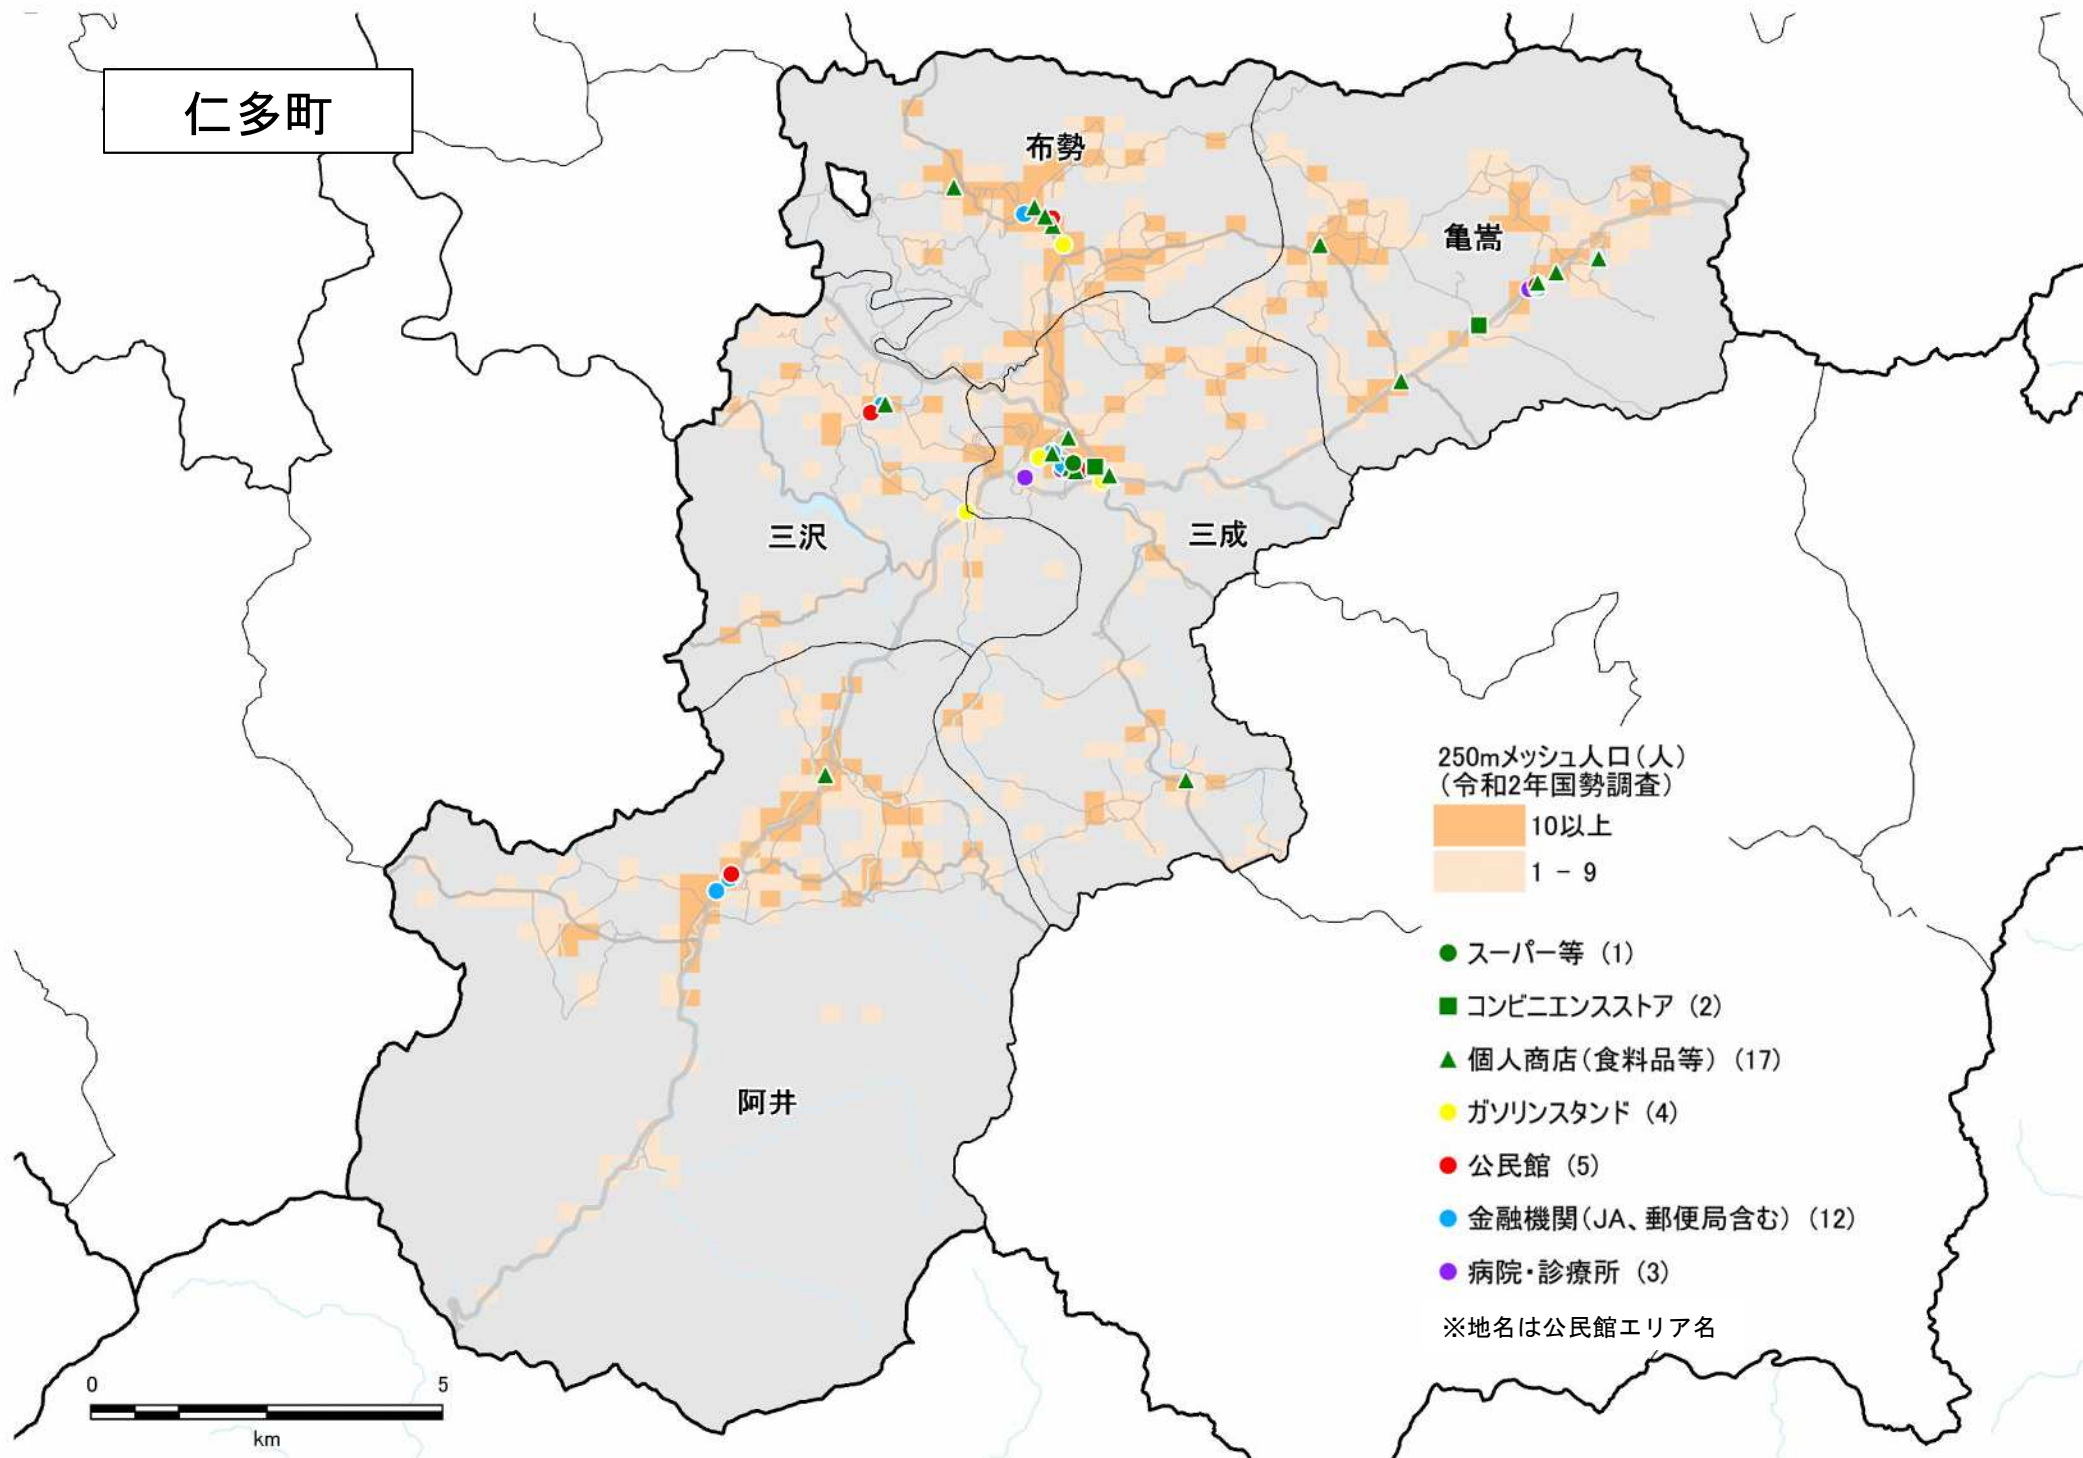 仁多町
布勢
亀嵩
三沢
三成
阿井
250mメッシュ人口(人)
(令和2年国勢調査)
10以上
1 - 9
スーパー等 (1)
コンビニエンスストア (2)
個人商店(食料品等) (17)
ガソリンスタンド (4)
公民館 (5)
金融機関(JA、郵便局含む) (12)
病院・診療所 (3)
※地名は公民館エリア名
0 5
km